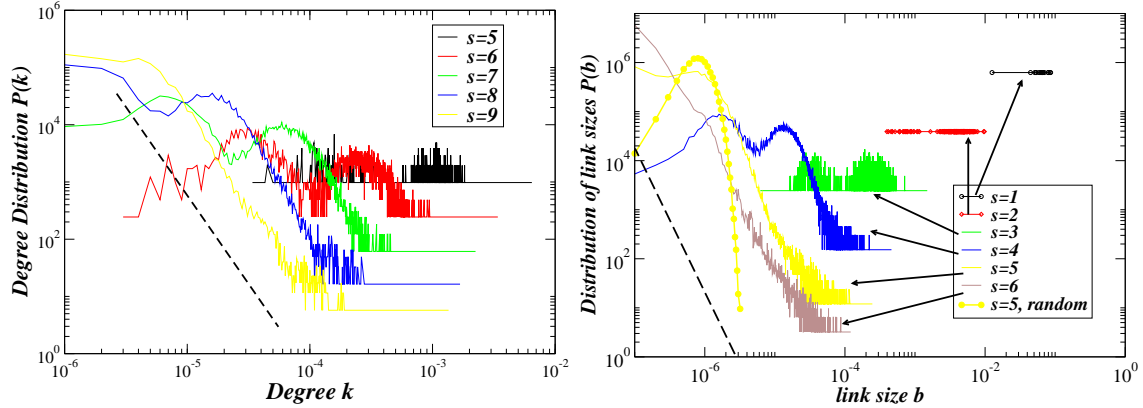 Degree Distribution P(k)
10^6
10^4
10^2
10^0
s=5
s=6
s=7
s=8
s=9
10^-6
10^-5
10^-4
10^-3
10^-2
Degree k
Distribution of link sizes P(b)
10^6
10^4
10^2
10^0
s=1
s=2
s=3
s=4
s=5
s=6
s=5, random
10^-6
10^-4
10^-2
10^0
link size b